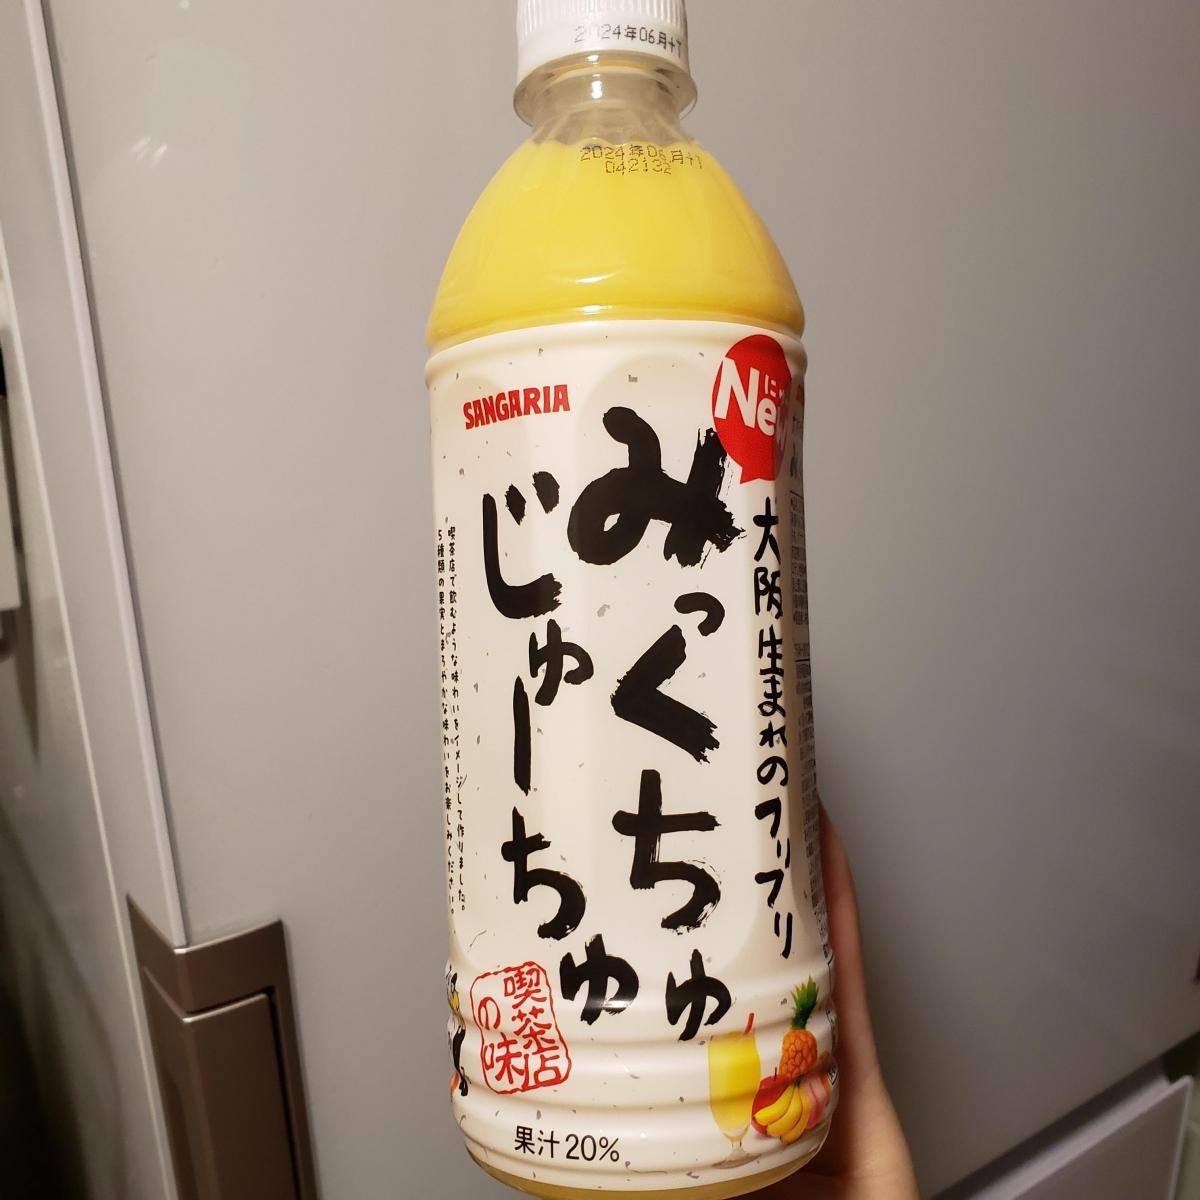 2024年06月+T
2024年06月+T
042132
SANGARIA
にゅ
New
大阪生まれのフリフリ
みっくちゅ
じゅーちゅ
喫茶店で飲むような味わいをイメージして作りました。
5種類の果実とまろやかな味わいをお楽しみください。
喫茶店
の味
果汁20%